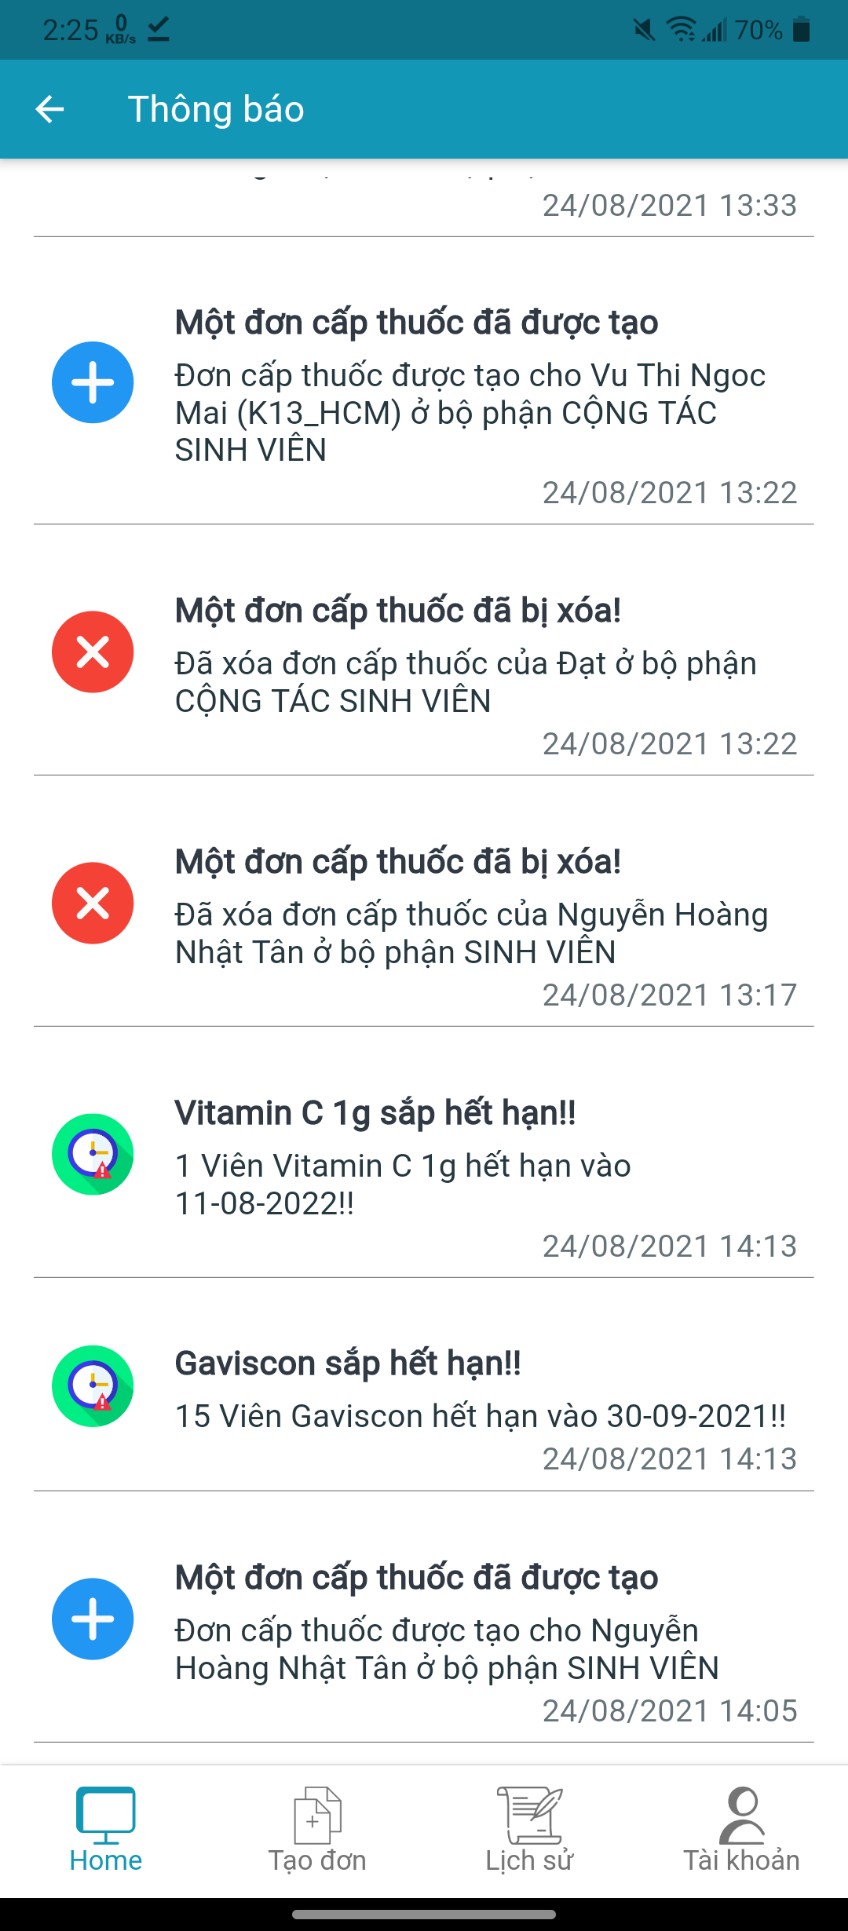 2:25 0 KB/s 70%
Thông báo
24/08/2021 13:33
Một đơn cấp thuốc đã được tạo
Đơn cấp thuốc được tạo cho Vu Thi Ngoc
Mai (K13_HCM) ở bộ phận CỘNG TÁC
SINH VIÊN
24/08/2021 13:22
Một đơn cấp thuốc đã bị xóa!
Đã xóa đơn cấp thuốc của Đạt ở bộ phận
CỘNG TÁC SINH VIÊN
24/08/2021 13:22
Một đơn cấp thuốc đã bị xóa!
Đã xóa đơn cấp thuốc của Nguyễn Hoàng
Nhật Tân ở bộ phận SINH VIÊN
24/08/2021 13:17
Vitamin C 1g sắp hết hạn!!
1 Viên Vitamin C 1g hết hạn vào
11-08-2022!!
24/08/2021 14:13
Gaviscon sắp hết hạn!!
15 Viên Gaviscon hết hạn vào 30-09-2021!!
24/08/2021 14:13
Một đơn cấp thuốc đã được tạo
Đơn cấp thuốc được tạo cho Nguyễn
Hoàng Nhật Tân ở bộ phận SINH VIÊN
24/08/2021 14:05
Home Tạo đơn Lịch sử Tài khoản